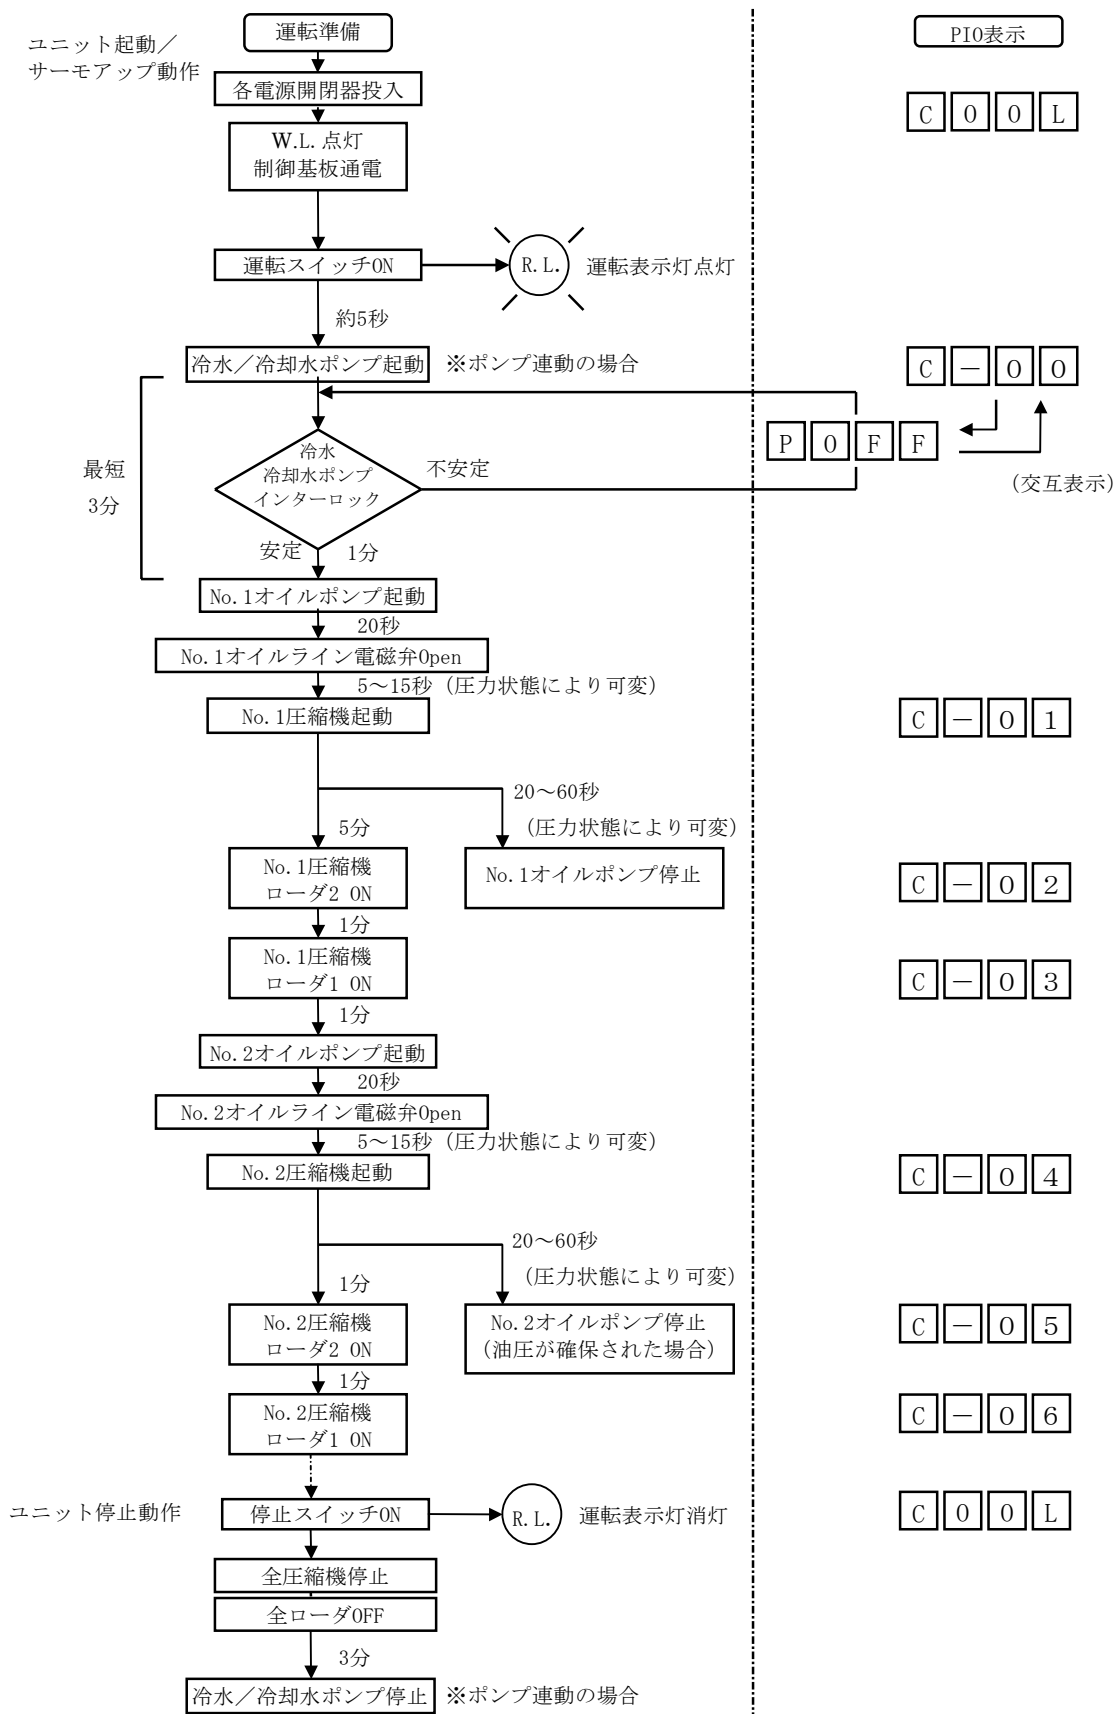 運転準備
PIO表示
ユニット起動／
サーモアップ動作
各電源開閉器投入
C 0 0 L
W.L.点灯
制御基板通電
運転スイッチON
R.L.
運転表示灯点灯
約5秒
冷水／冷却水ポンプ起動
※ポンプ連動の場合
C － 0 0
P 0 F F
(交互表示)
最短
3分
冷水
冷却水ポンプ
インターロック
不安定
安定
1分
No.1オイルポンプ起動
20秒
No.1オイルライン電磁弁Open
5～15秒 (圧力状態により可変)
No.1圧縮機起動
C － 0 1
20～60秒
(圧力状態により可変)
5分
No.1圧縮機
ローダ2 ON
No.1オイルポンプ停止
C － 0 2
1分
No.1圧縮機
ローダ1 ON
C － 0 3
1分
No.2オイルポンプ起動
20秒
No.2オイルライン電磁弁Open
5～15秒 (圧力状態により可変)
No.2圧縮機起動
C － 0 4
20～60秒
(圧力状態により可変)
1分
No.2圧縮機
ローダ2 ON
No.2オイルポンプ停止
(油圧が確保された場合)
C － 0 5
1分
No.2圧縮機
ローダ1 ON
C － 0 6
ユニット停止動作
停止スイッチON
R.L.
運転表示灯消灯
C 0 0 L
全圧縮機停止
全ローダOFF
3分
冷水／冷却水ポンプ停止
※ポンプ連動の場合